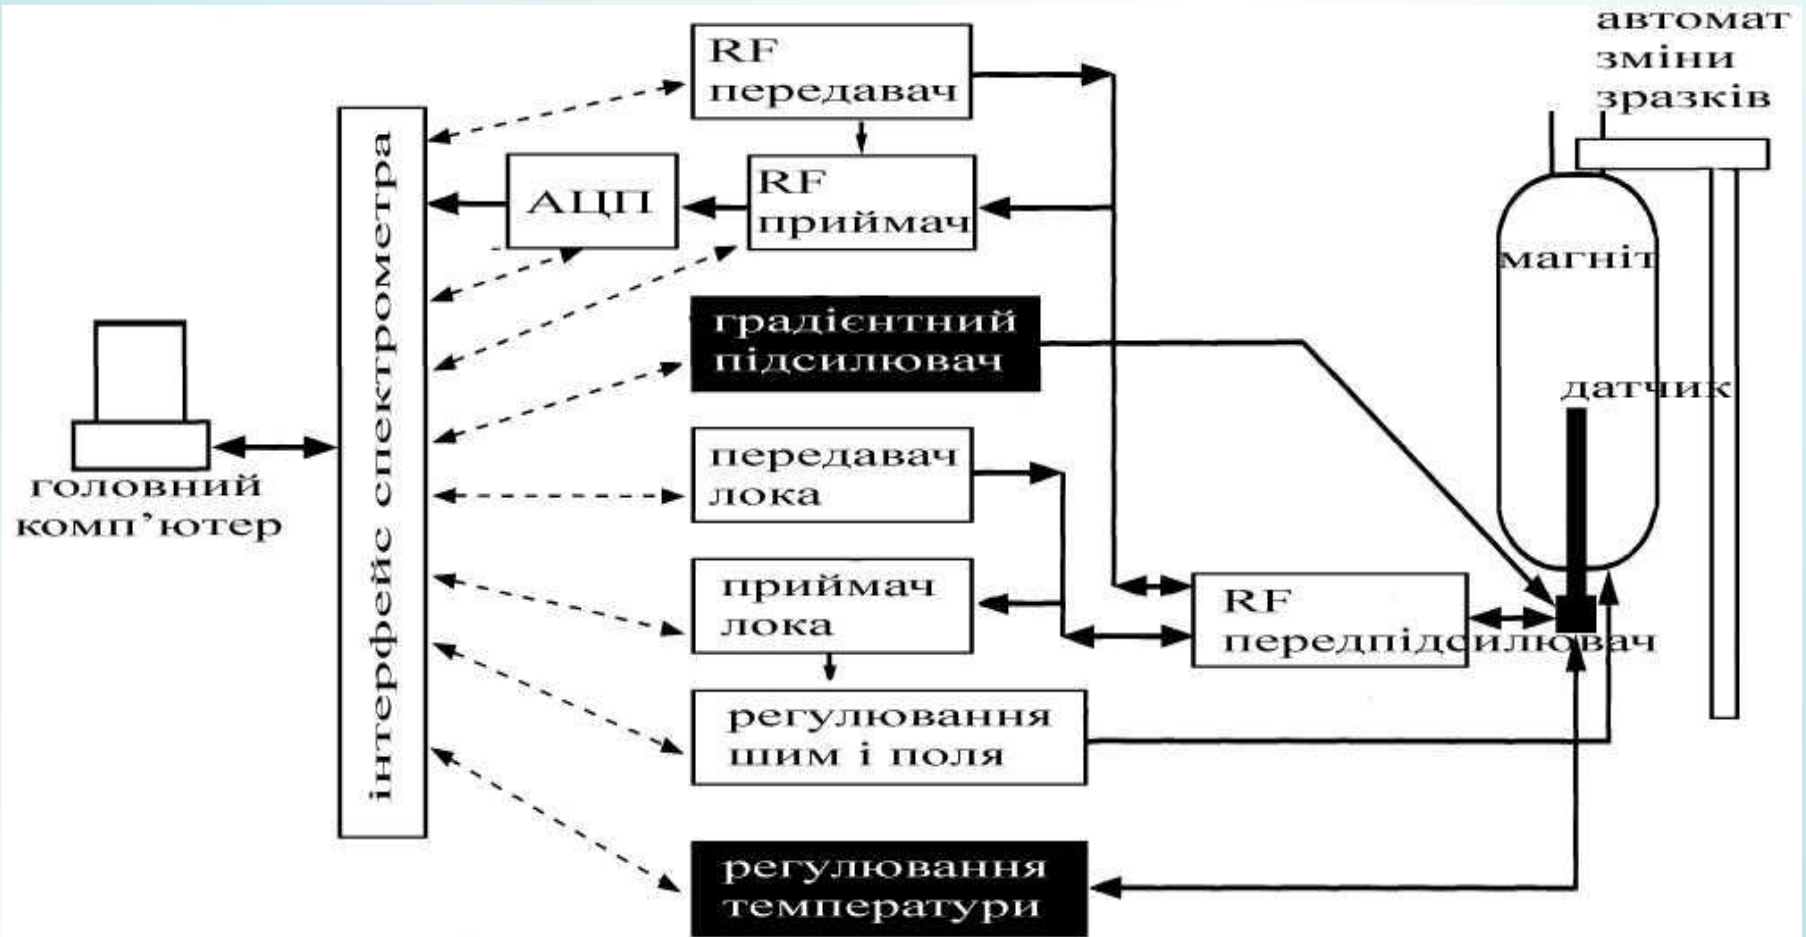 автомат
зміни
зразків
RF
передавач
АЦП
RF
приймач
інтерфейс спектрометра
магніт
градієнтний
підсилювач
датчик
головний
комп’ютер
передавач
лока
приймач
лока
RF
передпідсилювач
регулювання
шим і поля
регулювання
температури